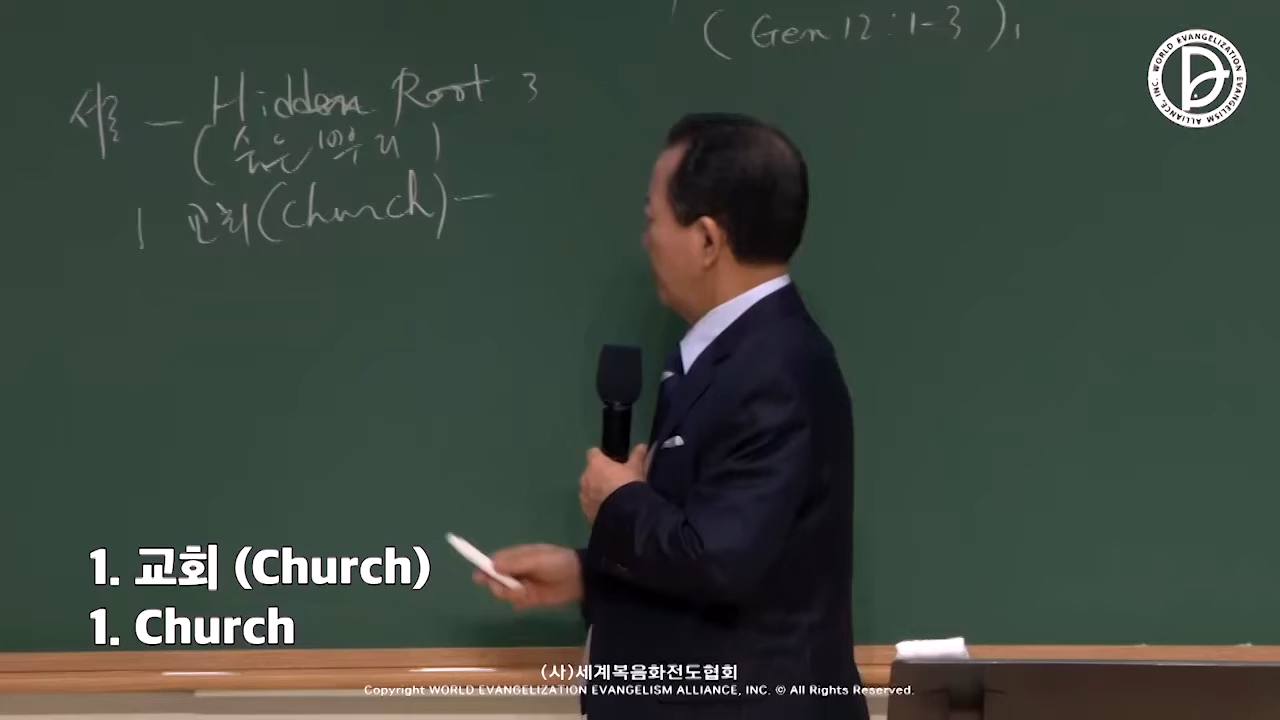 (Gen 12:1-3).
서론 - Hidden Root 3
(숨은 뿌리)
1 교회(Church) -
WORLD EVANGELIZATION EVANGELISM ALLIANCE, INC.
1. 교회 (Church)
1. Church
(사)세계복음화전도협회
Copyright WORLD EVANGELIZATION EVANGELISM ALLIANCE, INC. © All Rights Reserved.